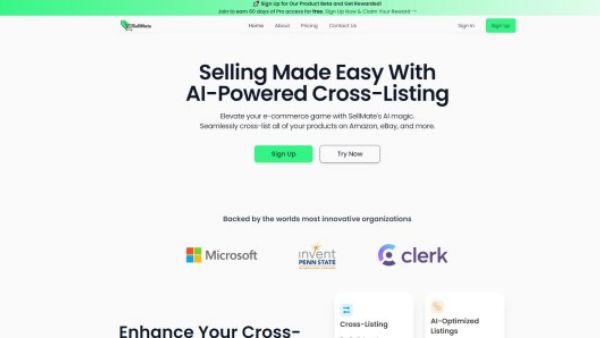 🚀 Sign Up for Our Product Beta and Get Rewarded!
Join to earn 60 days of Pro access for free. Sign Up Now & Claim Your Reward →
SellMate
Home About Pricing Contact Us
Sign In
Sign Up
Selling Made Easy With
AI-Powered Cross-Listing
Elevate your e-commerce game with SellMate's AI magic.
Seamlessly cross-list all of your products on Amazon, eBay, and more.
Sign Up
Try Now
Backed by the worlds most innovative organizations
Microsoft
invent
PENN STATE
clerk
Enhance Your Cross-
Cross-Listing
AI-Optimized
Listings